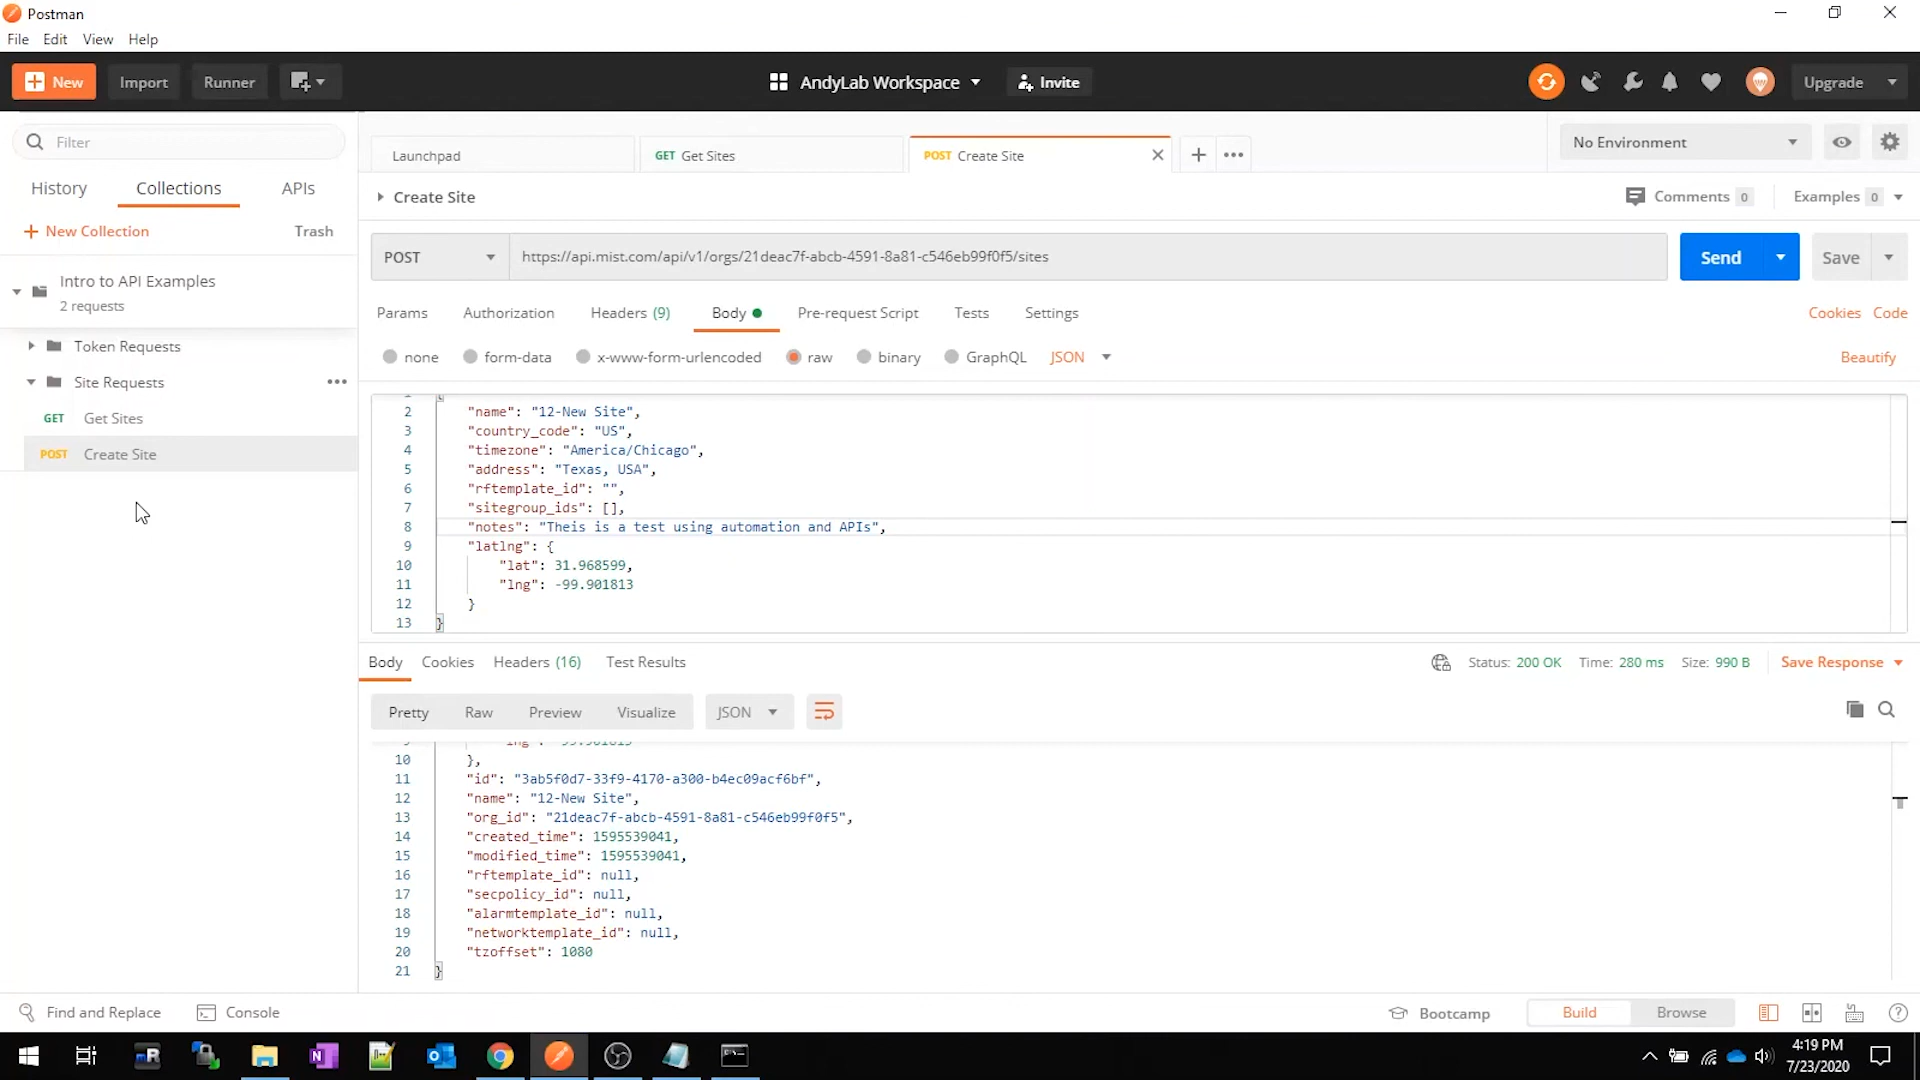 Postman
File Edit View Help
New Import Runner AndyLab Workspace Invite Upgrade
Filter
Launchpad GET Get Sites POST Create Site No Environment
History Collections APIs
Create Site Comments 0 Examples 0
New Collection Trash
POST https://api.mist.com/api/v1/orgs/21deac7f-abcb-4591-8a81-c546eb99f0f5/sites Send Save
Intro to API Examples
2 requests
Params Authorization Headers (9) Body Pre-request Script Tests Settings Cookies Code
Token Requests
none form-data x-www-form-urlencoded raw binary GraphQL JSON Beautify
Site Requests
GET Get Sites
POST Create Site
2 "name": "12-New Site",
3 "country_code": "US",
4 "timezone": "America/Chicago",
5 "address": "Texas, USA",
6 "rftemplate_id": "",
7 "sitegroup_ids": [],
8 "notes": "Theis is a test using automation and APIs",
9 "latlng": {
10 "lat": 31.968599,
11 "lng": -99.901813
12 }
13 }
Body Cookies Headers (16) Test Results Status: 200 OK Time: 280 ms Size: 990 B Save Response
Pretty Raw Preview Visualize JSON
10 },
11 "id": "3ab5f0d7-33f9-4170-a300-b4ec09acf6bf",
12 "name": "12-New Site",
13 "org_id": "21deac7f-abcb-4591-8a81-c546eb99f0f5",
14 "created_time": 1595539041,
15 "modified_time": 1595539041,
16 "rftemplate_id": null,
17 "secpolicy_id": null,
18 "alarmtemplate_id": null,
19 "networktemplate_id": null,
20 "tzoffset": 1080
21 }
Find and Replace Console Bootcamp Build Browse
4:19 PM
7/23/2020